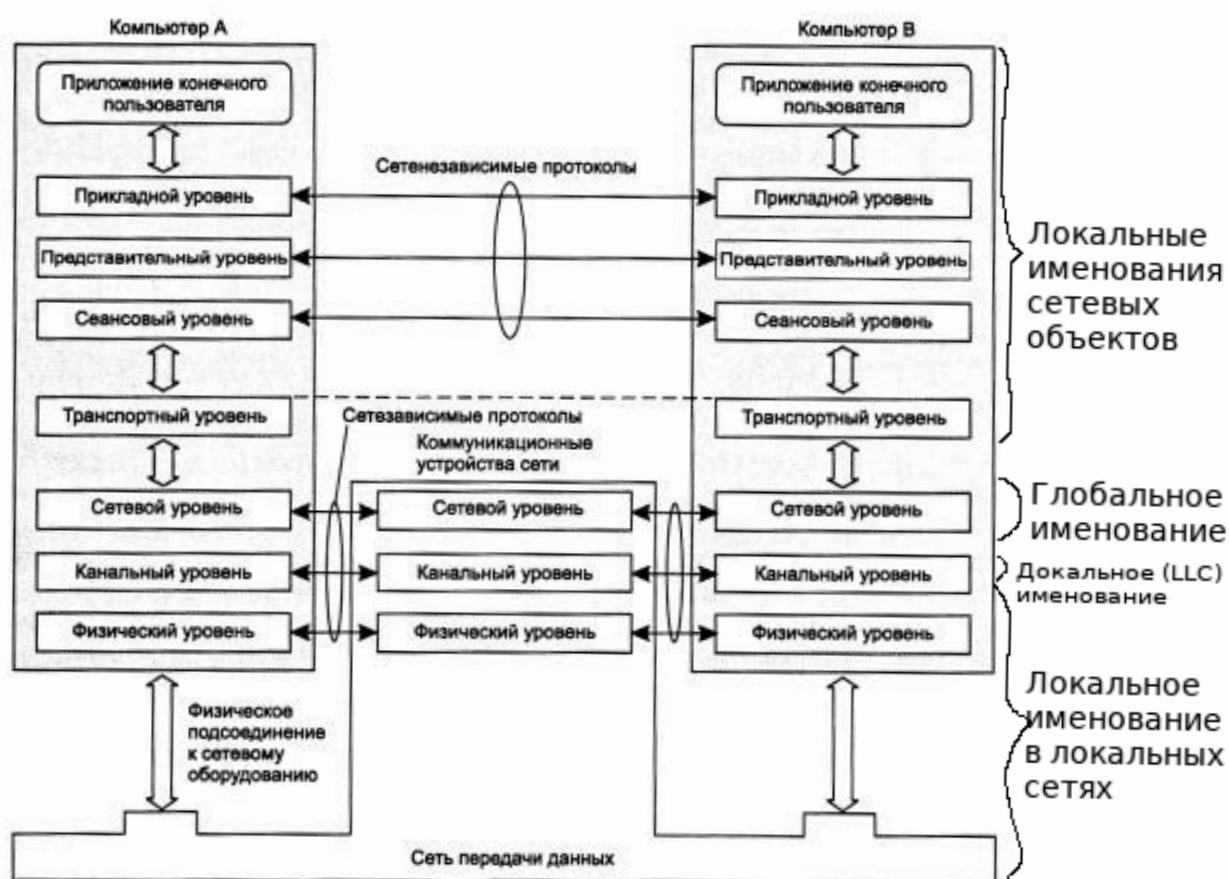 Компьютер А
Компьютер В
Приложение конечного
пользователя
Приложение конечного
пользователя
Сетенезависимые протоколы
Прикладной уровень
Прикладной уровень
Представительный уровень
Представительный уровень
Сеансовый уровень
Сеансовый уровень
Локальные
именования
сетевых
объектов
Транспортный уровень
Транспортный уровень
Сетезависимые протоколы
Коммуникационные
устройства сети
Сетевой уровень
Сетевой уровень
Сетевой уровень
Глобальное
именование
Канальный уровень
Канальный уровень
Канальный уровень
Докальное (LLC)
именование
Физический уровень
Физический уровень
Физический уровень
Физическое
подсоединение
к сетевому
оборудованию
Локальное
именование
в локальных
сетях
Сеть передачи данных